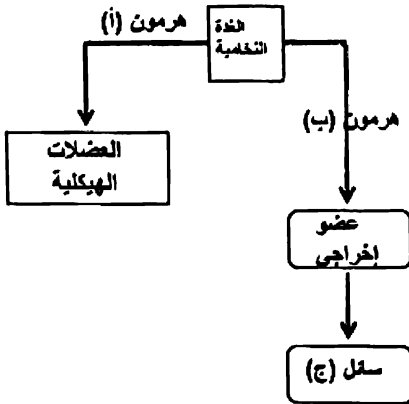 الغدة
النخامية
هرمون (أ)
هرمون (ب)
العضلات
الهيكلية
عضو
إخراجي
سائل (ج)